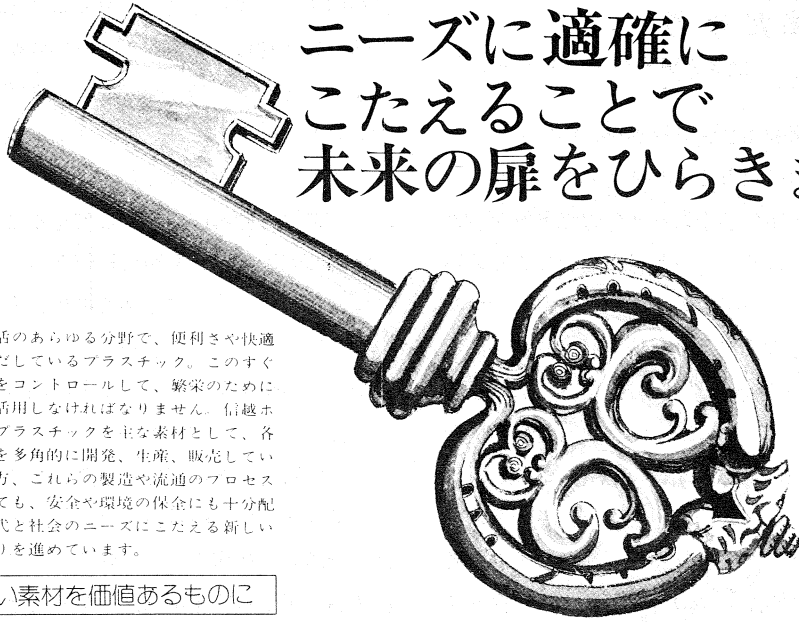 ニーズに適確に
こたえることで
未来の扉をひらきま
活のあらゆる分野で、便利さや快適
だしているプラスチック。このすぐ
をコントロールして、繁栄のために
活用しなければなりません。信越ホ
プラスチックを主な素材として、各
を多角的に開発、生産、販売してい
方、これらの製造や流通のプロセス
ても、安全や環境の保全にも十分配
代と社会のニーズにこたえる新しい
りを進めています。
い素材を価値あるものに